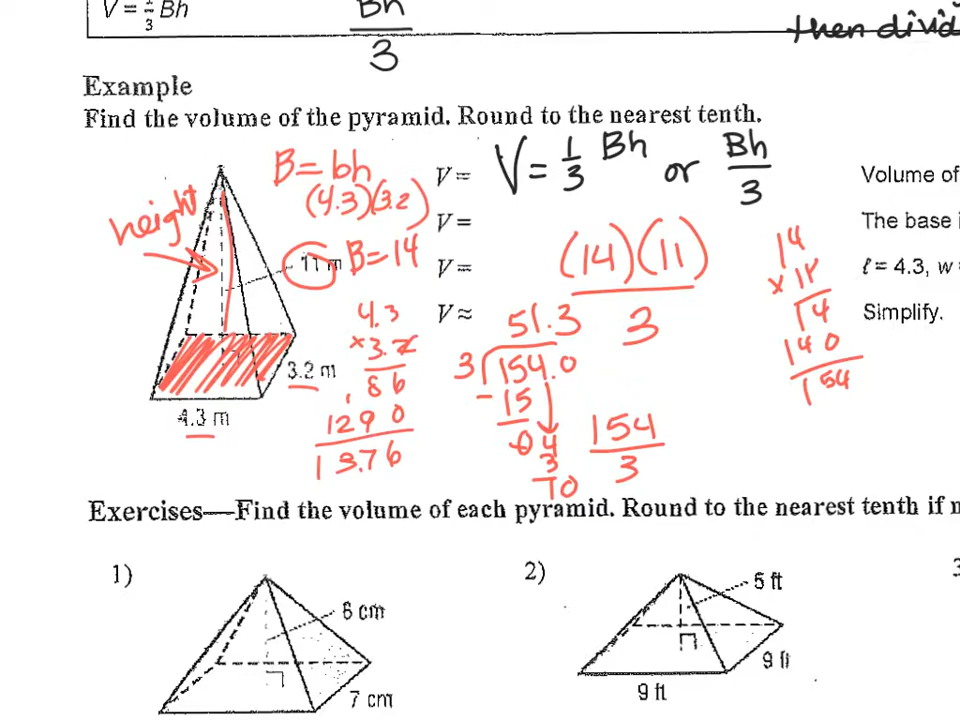 V = 1/3 Bh
Bh
3
then divid
Example
Find the volume of the pyramid. Round to the nearest tenth.
height
B = bh
(4.3)(3.2)
B = 14
11 m
3.2 m
4.3 m
V =
V = 1/3 Bh or Bh/3
V =
V =
V ≈
(14)(11)
3
Volume of
The base i
ℓ = 4.3, w =
Simplify.
4.3
× 3.2
86
1290
13.76
51.3
3 154.0
- 15
04
3
10
154
3
14
× 11
14
140
154
Exercises—Find the volume of each pyramid. Round to the nearest tenth if n
1)
6 cm
7 cm
2)
5 ft
9 ft
9 ft
3